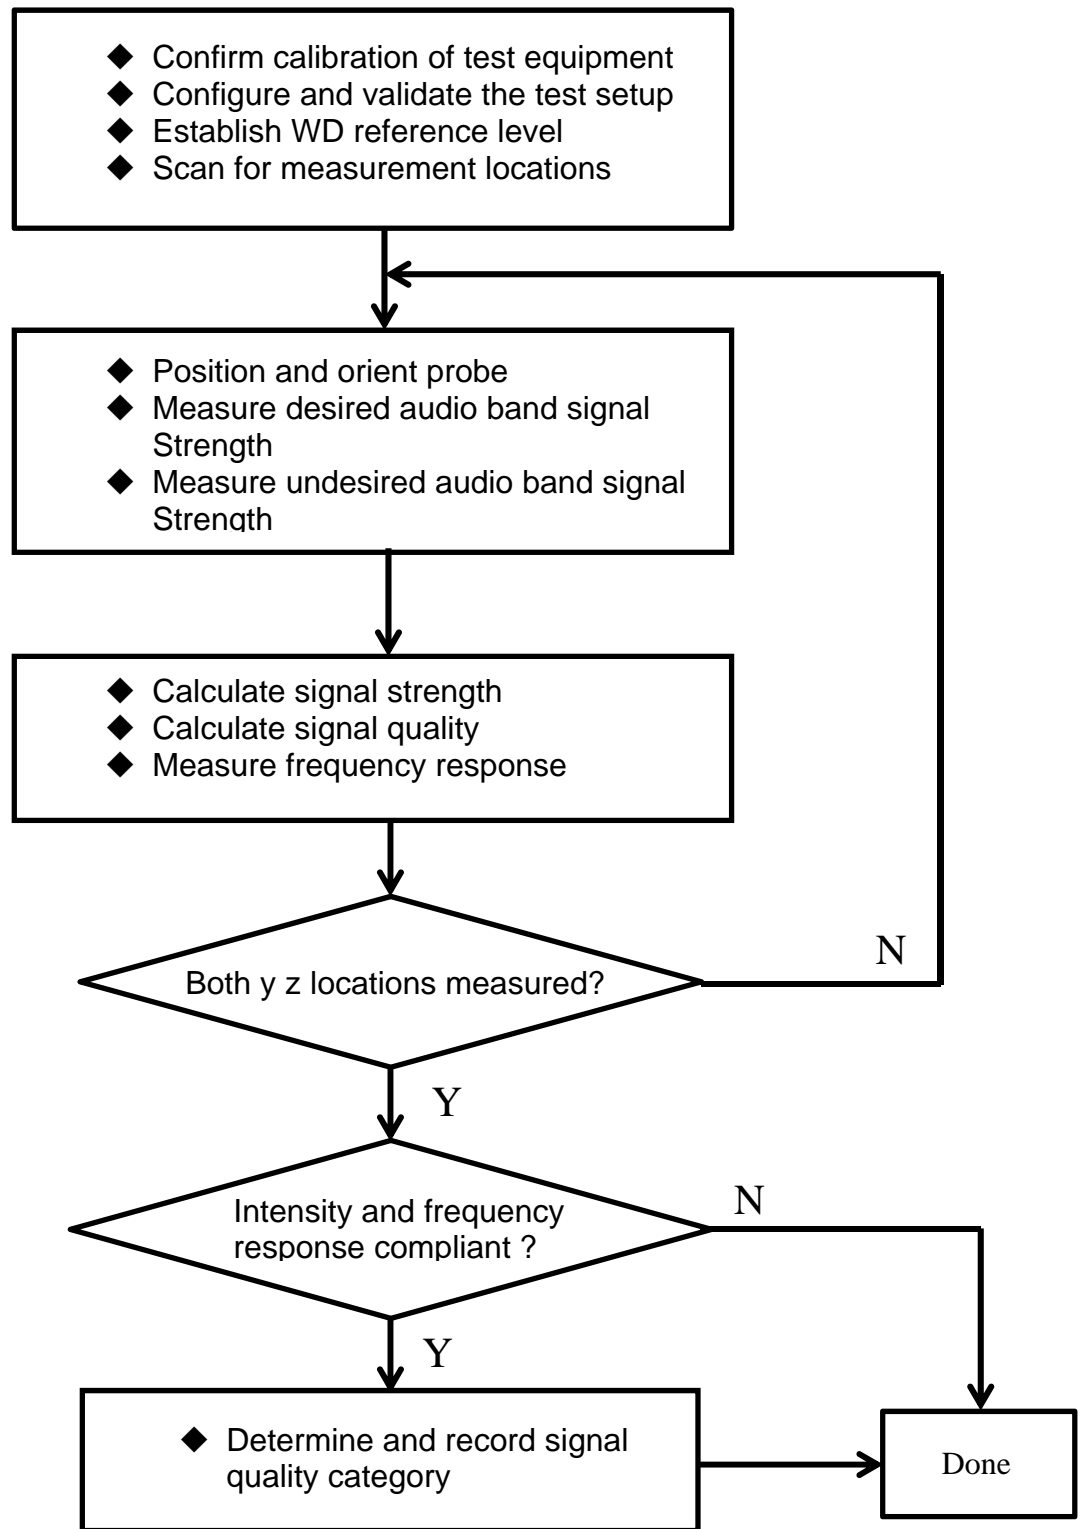 ◆ Confirm calibration of test equipment
◆ Configure and validate the test setup
◆ Establish WD reference level
◆ Scan for measurement locations
◆ Position and orient probe
◆ Measure desired audio band signal
Strength
◆ Measure undesired audio band signal
Strength
◆ Calculate signal strength
◆ Calculate signal quality
◆ Measure frequency response
Both y z locations measured?
N
Y
Intensity and frequency
response compliant ?
N
Y
◆ Determine and record signal
quality category
Done